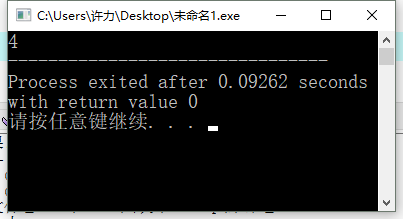 C:\Users\许力\Desktop\未命名1.exe
4
--------------------------------
Process exited after 0.09262 seconds
with return value 0
请按任意键继续. . .